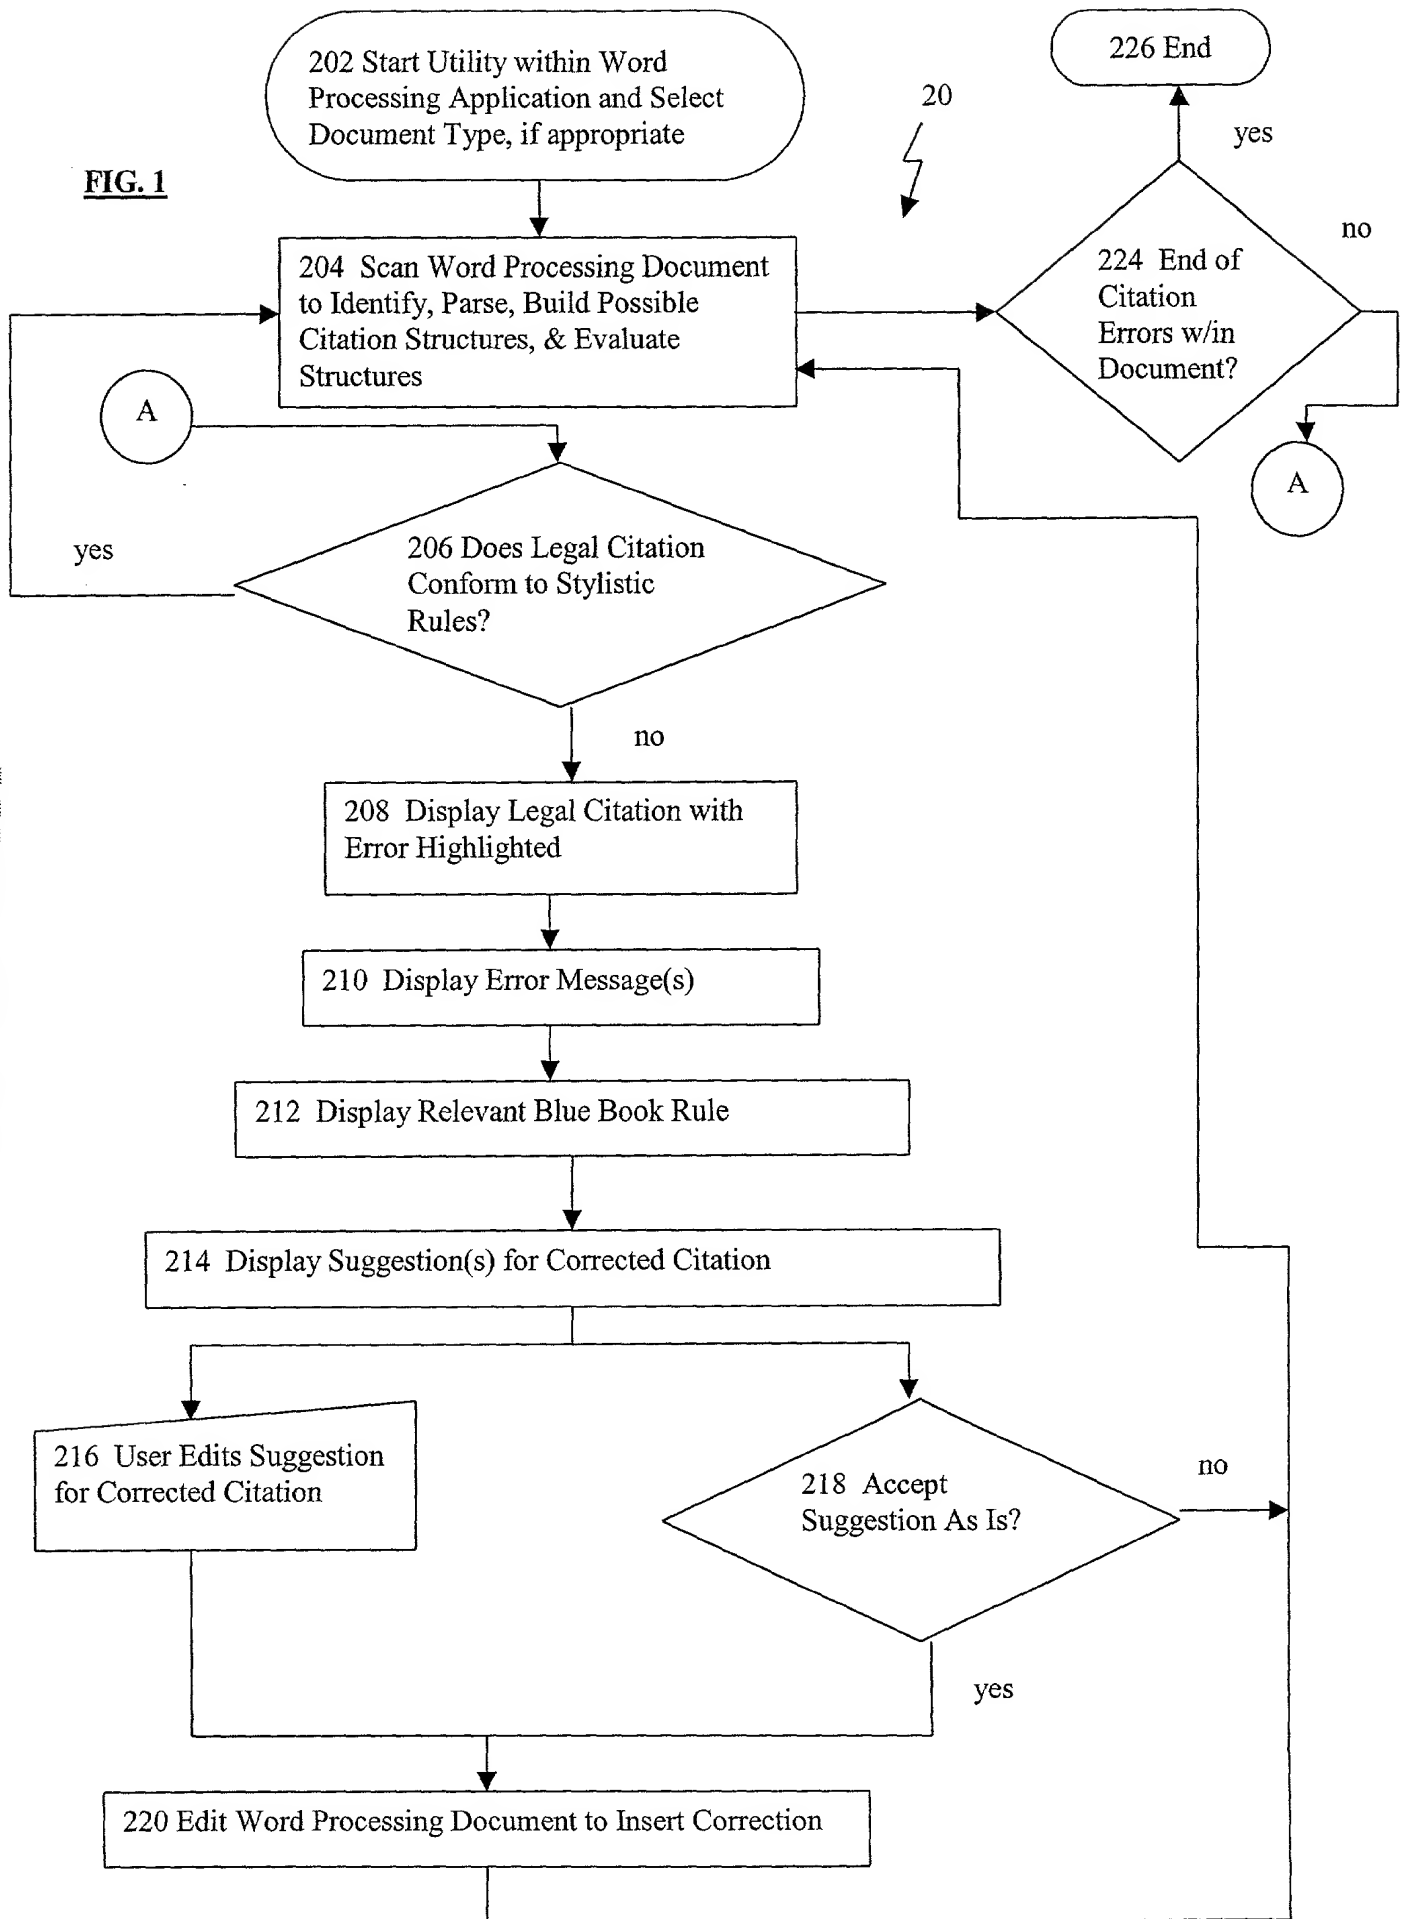 202 Start Utility within Word
Processing Application and Select
Document Type, if appropriate
226 End
20
yes
FIG. 1
no
204 Scan Word Processing Document
to Identify, Parse, Build Possible
Citation Structures, & Evaluate
Structures
224 End of
Citation
Errors w/in
Document?
A
A
yes
206 Does Legal Citation
Conform to Stylistic
Rules?
no
208 Display Legal Citation with
Error Highlighted
210 Display Error Message(s)
212 Display Relevant Blue Book Rule
214 Display Suggestion(s) for Corrected Citation
216 User Edits Suggestion
for Corrected Citation
218 Accept
Suggestion As Is?
no
yes
220 Edit Word Processing Document to Insert Correction